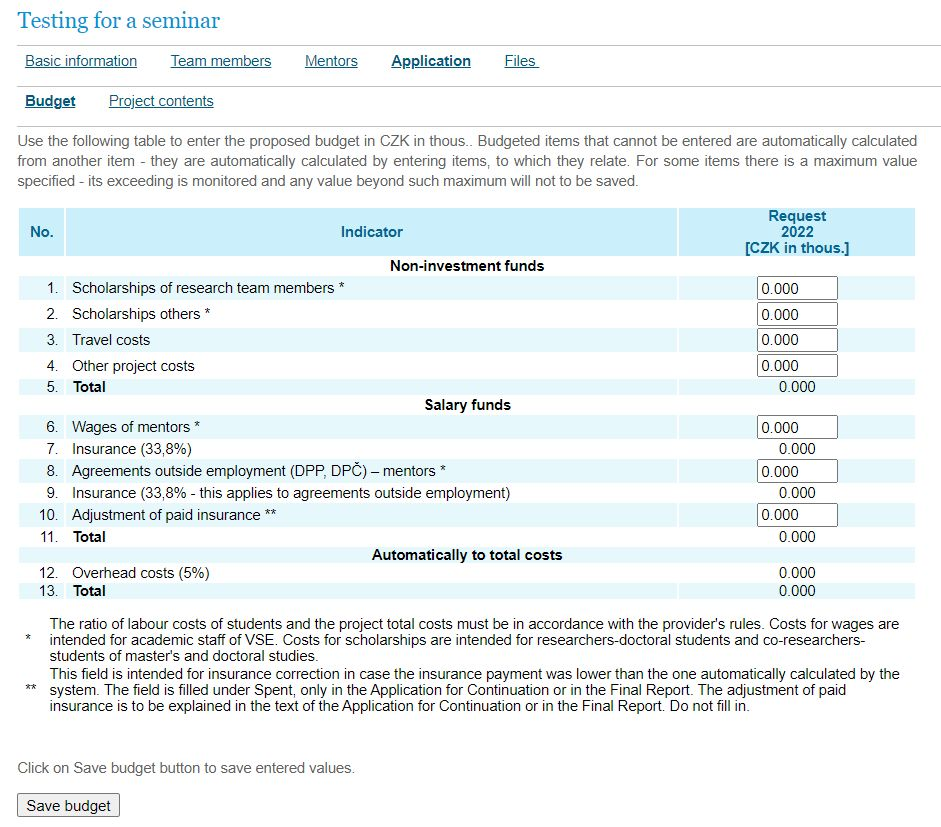 Testing for a seminar
Basic information Team members Mentors Application Files
Budget Project contents
Use the following table to enter the proposed budget in CZK in thous.. Budgeted items that cannot be entered are automatically calculated
from another item - they are automatically calculated by entering items, to which they relate. For some items there is a maximum value
specified - its exceeding is monitored and any value beyond such maximum will not to be saved.
No. Indicator Request
2022
[CZK in thous.]
Non-investment funds
1. Scholarships of research team members * 0.000
2. Scholarships others * 0.000
3. Travel costs 0.000
4. Other project costs 0.000
5. Total 0.000
Salary funds
6. Wages of mentors * 0.000
7. Insurance (33,8%) 0.000
8. Agreements outside employment (DPP, DPČ) – mentors * 0.000
9. Insurance (33,8% - this applies to agreements outside employment) 0.000
10. Adjustment of paid insurance ** 0.000
11. Total 0.000
Automatically to total costs
12. Overhead costs (5%) 0.000
13. Total 0.000
The ratio of labour costs of students and the project total costs must be in accordance with the provider's rules. Costs for wages are
* intended for academic staff of VSE. Costs for scholarships are intended for researchers-doctoral students and co-researchers-
students of master's and doctoral studies.
This field is intended for insurance correction in case the insurance payment was lower than the one automatically calculated by the
** system. The field is filled under Spent, only in the Application for Continuation or in the Final Report. The adjustment of paid
insurance is to be explained in the text of the Application for Continuation or in the Final Report. Do not fill in.
Click on Save budget button to save entered values.
Save budget